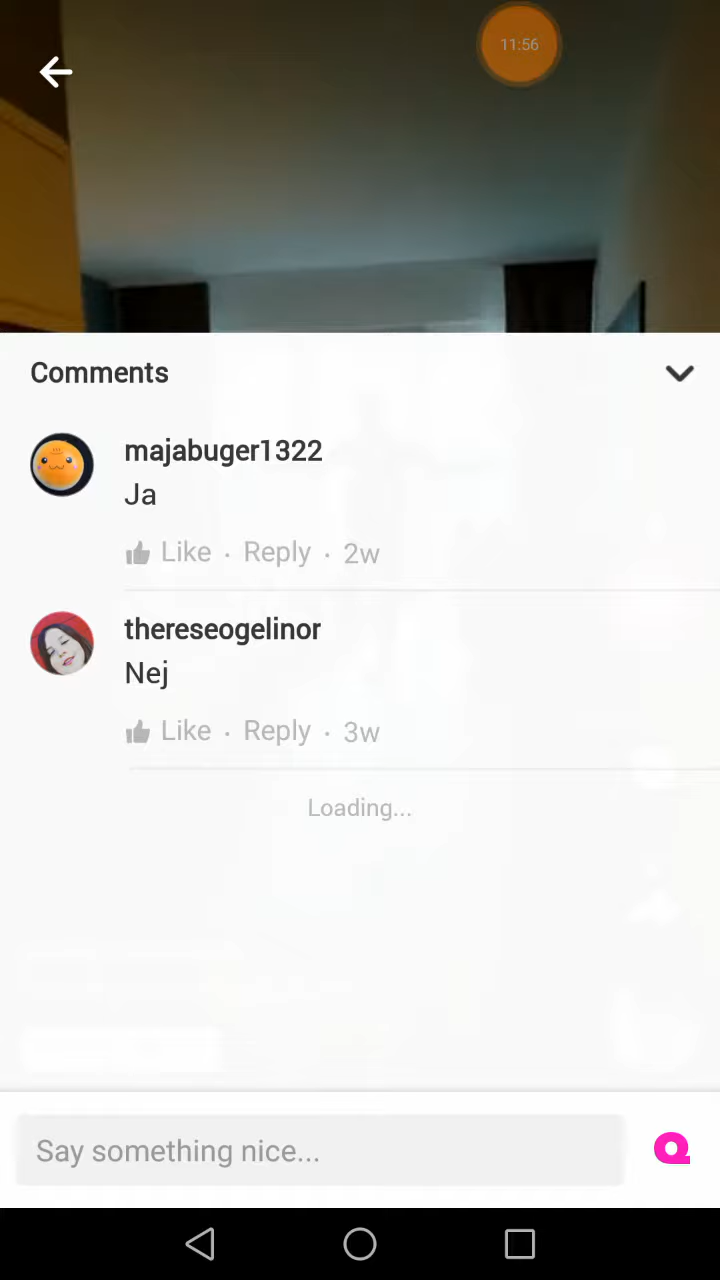 11:56
Comments
majabuger1322
Ja
Like · Reply · 2w
thereseogelinor
Nej
Like · Reply · 3w
Loading...
Say something nice...